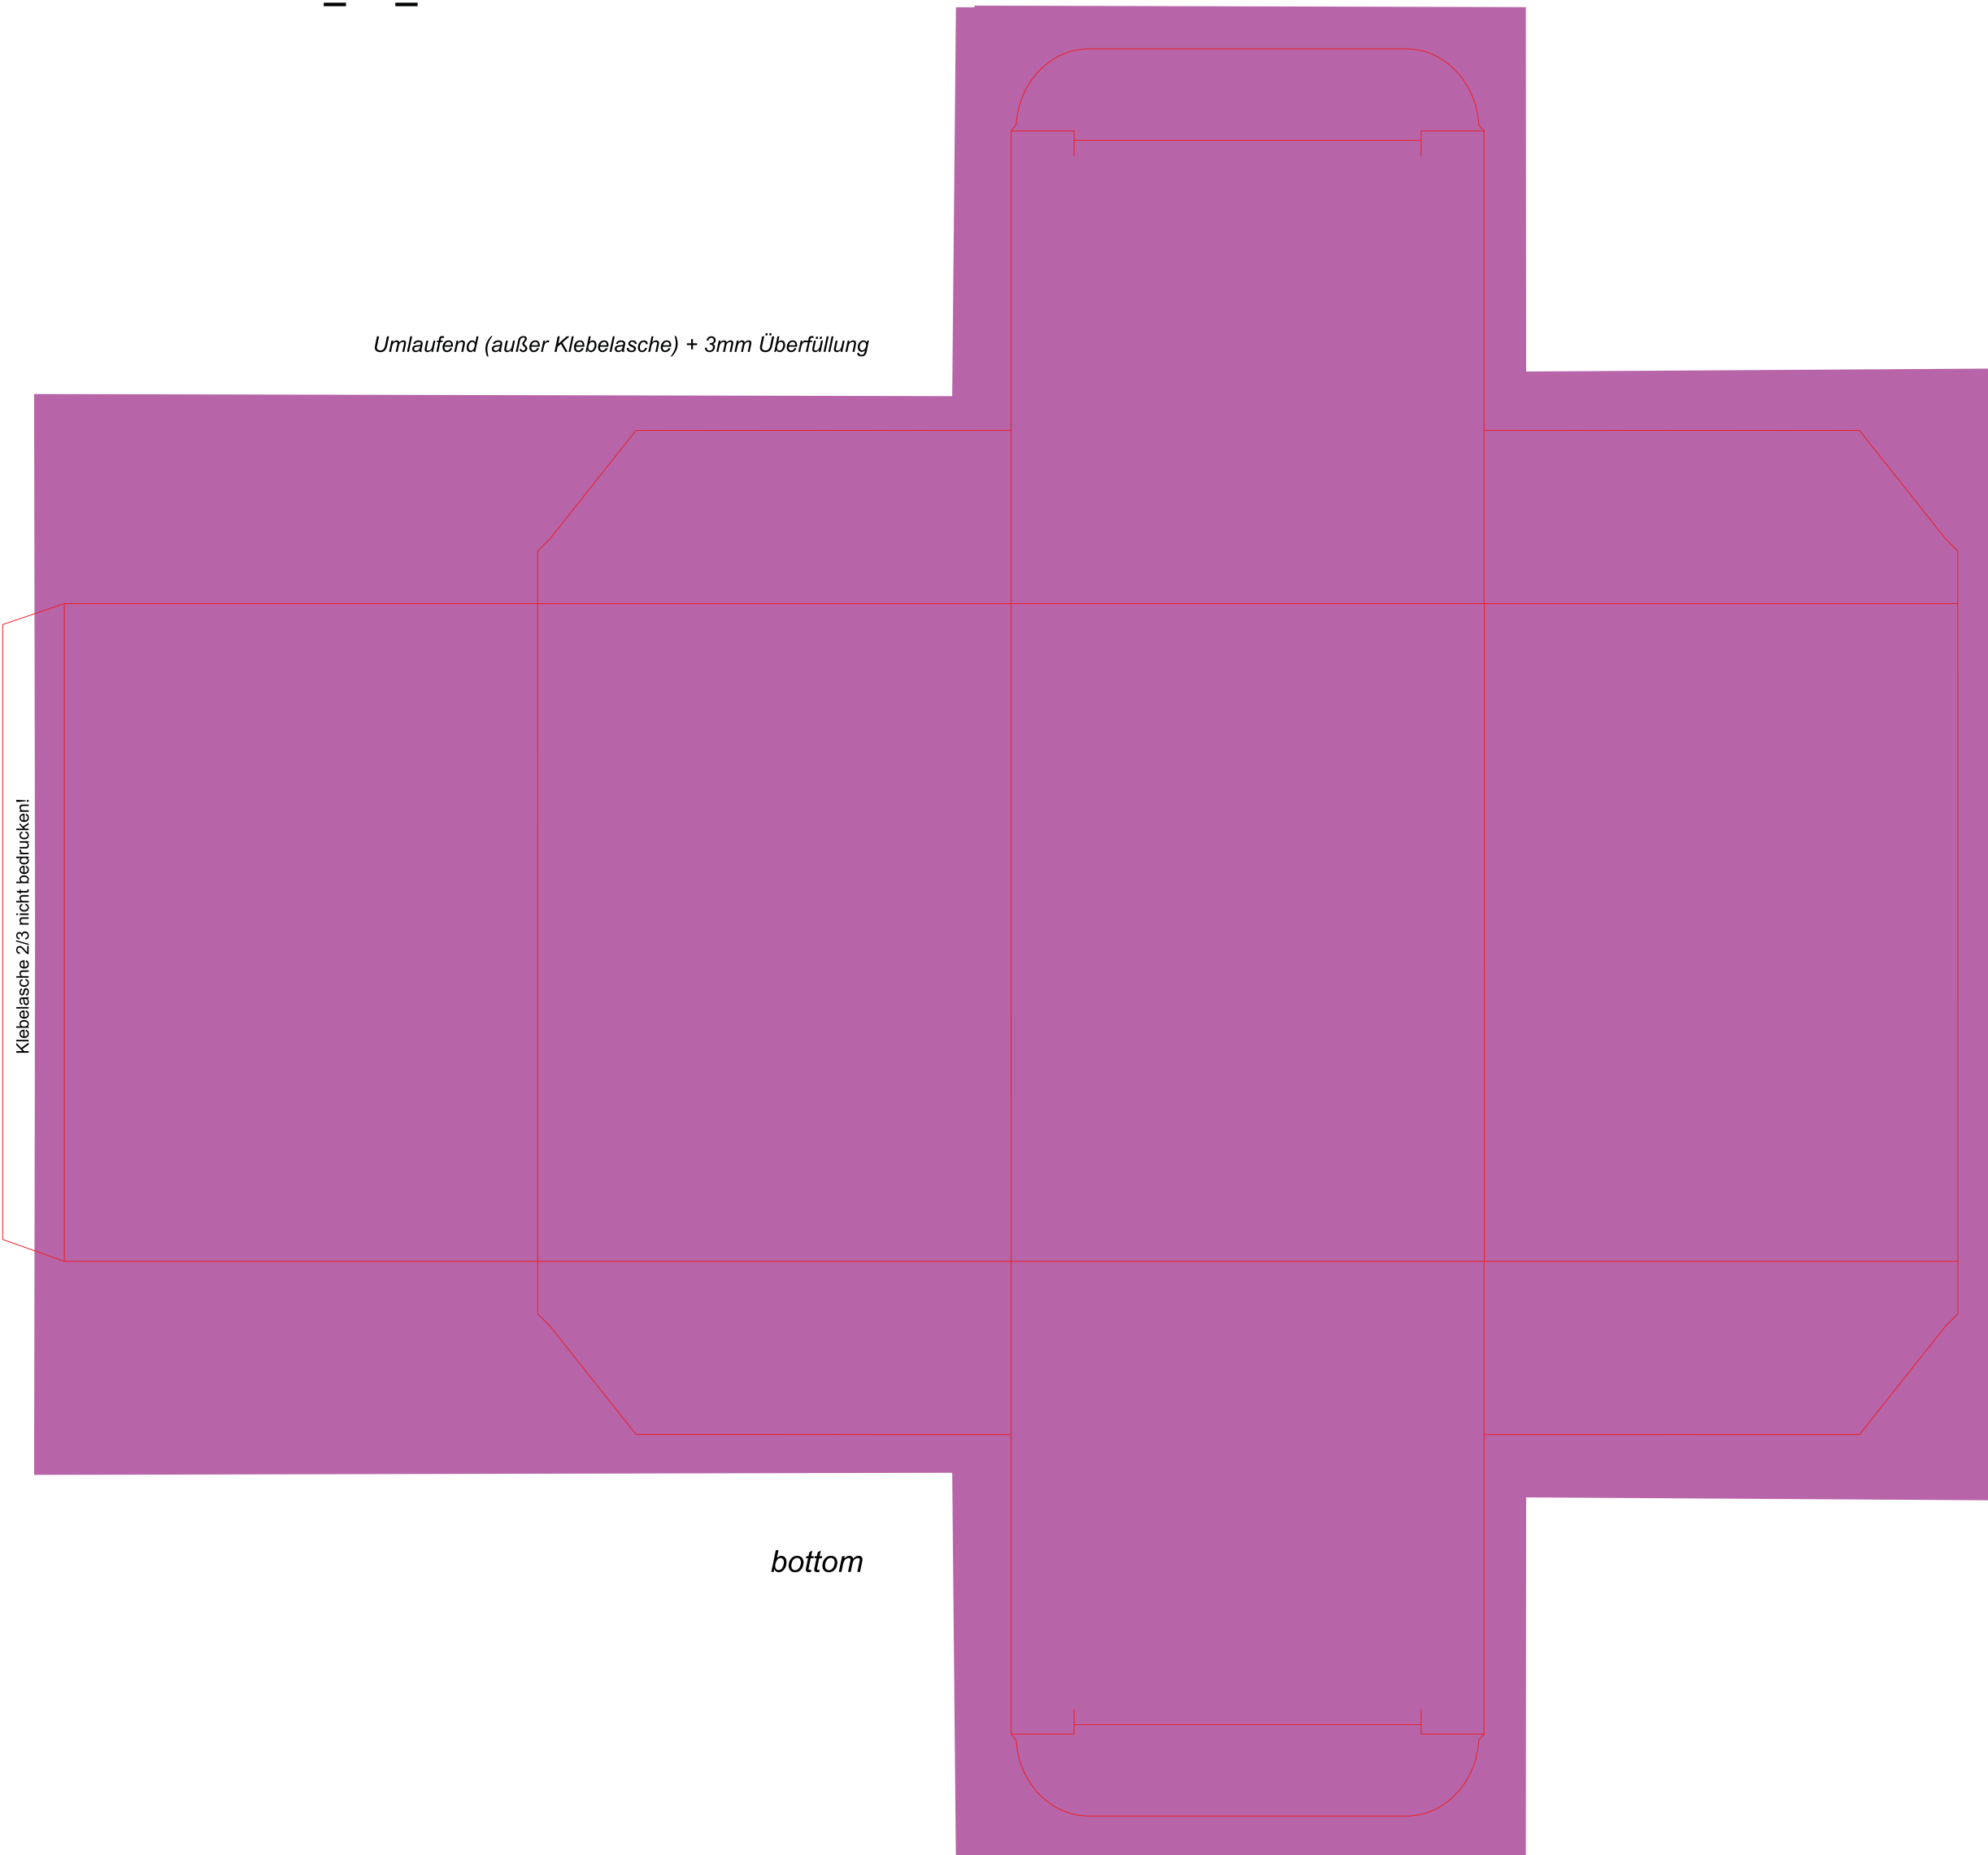 Umlaufend (außer Klebelasche) + 3mm Überfüllung
Klebelasche 2/3 nicht bedrucken!
bottom